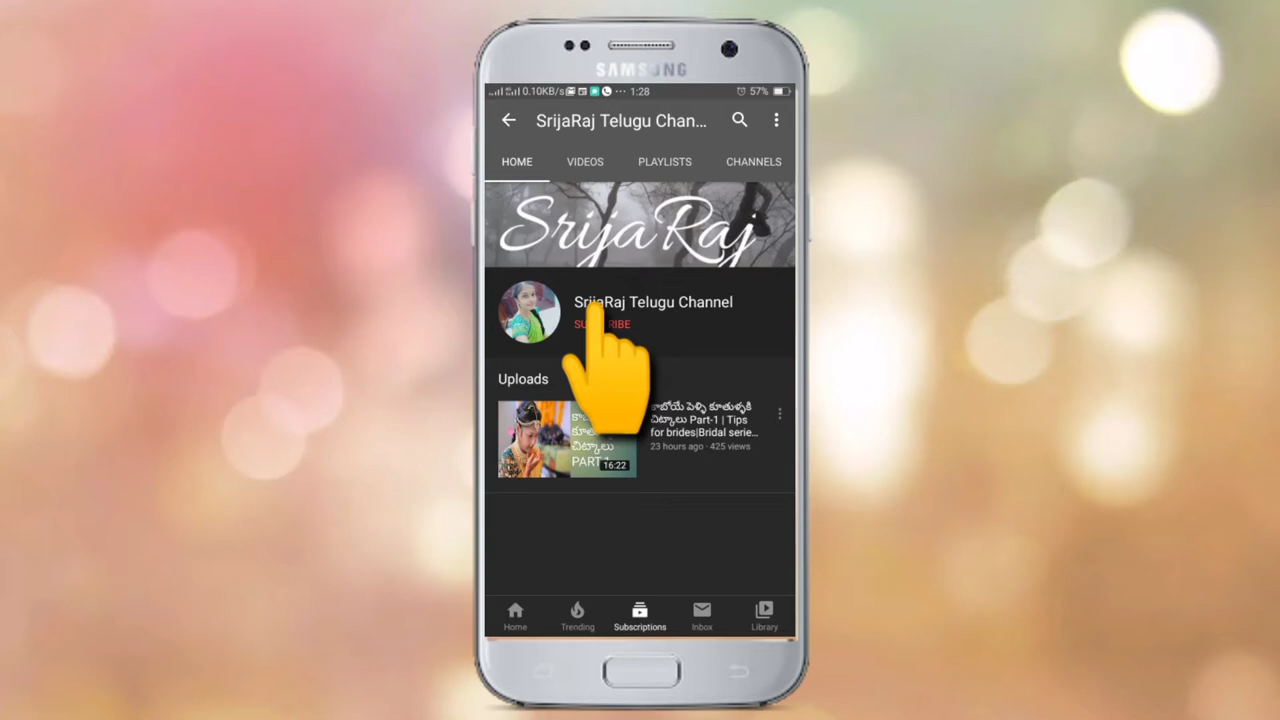 SAMSUNG
0.10KB/s ··· 1:28 57%
SrijaRaj Telugu Chan...
HOME VIDEOS PLAYLISTS CHANNELS
SrijaRaj
SrijaRaj Telugu Channel
Uploads
కాబోయే పెళ్ళి కూతుళ్ళకి
చిట్కాలు Part-1 | Tips
for brides|Bridal serie...
23 hours ago · 425 views
చిట్కాలు
PART
16:22
Home Trending Subscriptions Inbox Library